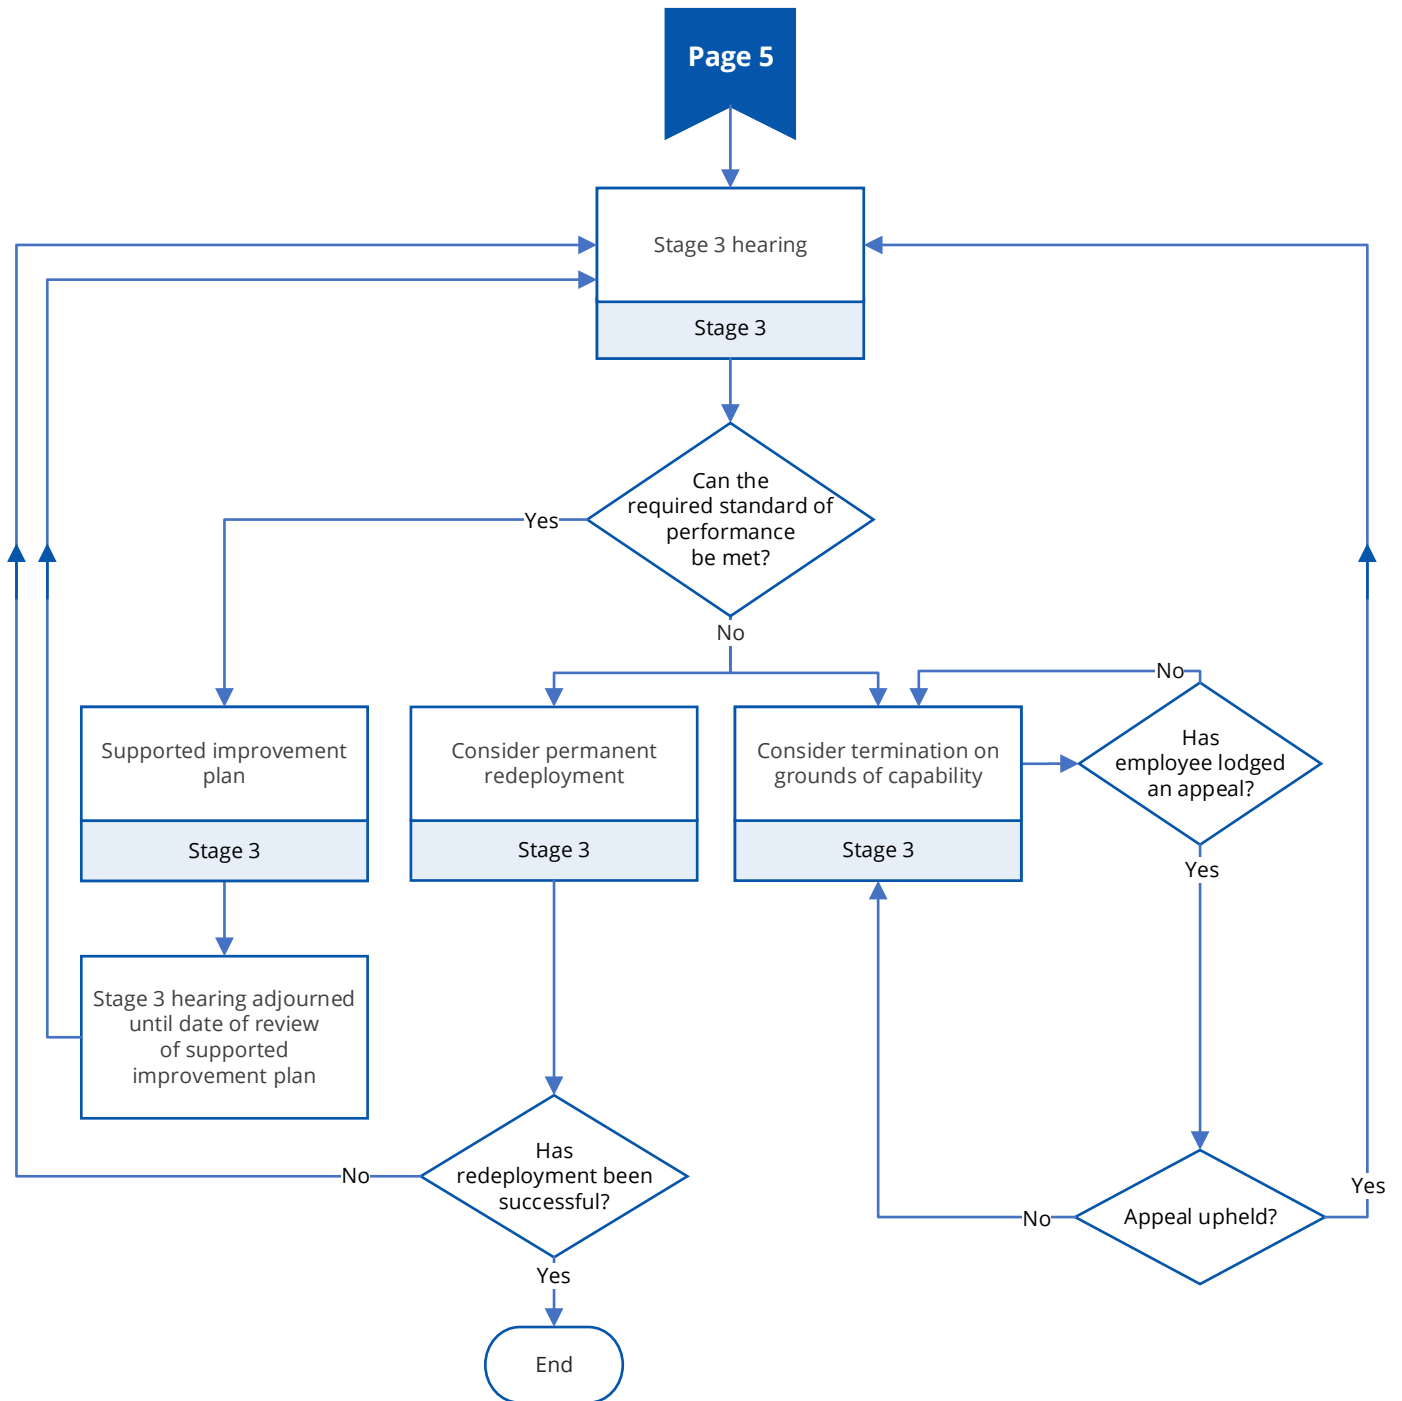 Page 5
Stage 3 hearing
Stage 3
Can the
required standard of
performance
be met?
Yes
No
No
Supported improvement
plan
Stage 3
Consider permanent
redeployment
Stage 3
Consider termination on
grounds of capability
Stage 3
Has
employee lodged
an appeal?
Yes
Stage 3 hearing adjourned
until date of review
of supported
improvement plan
Has
redeployment been
successful?
No
Yes
Appeal upheld?
No
Yes
End